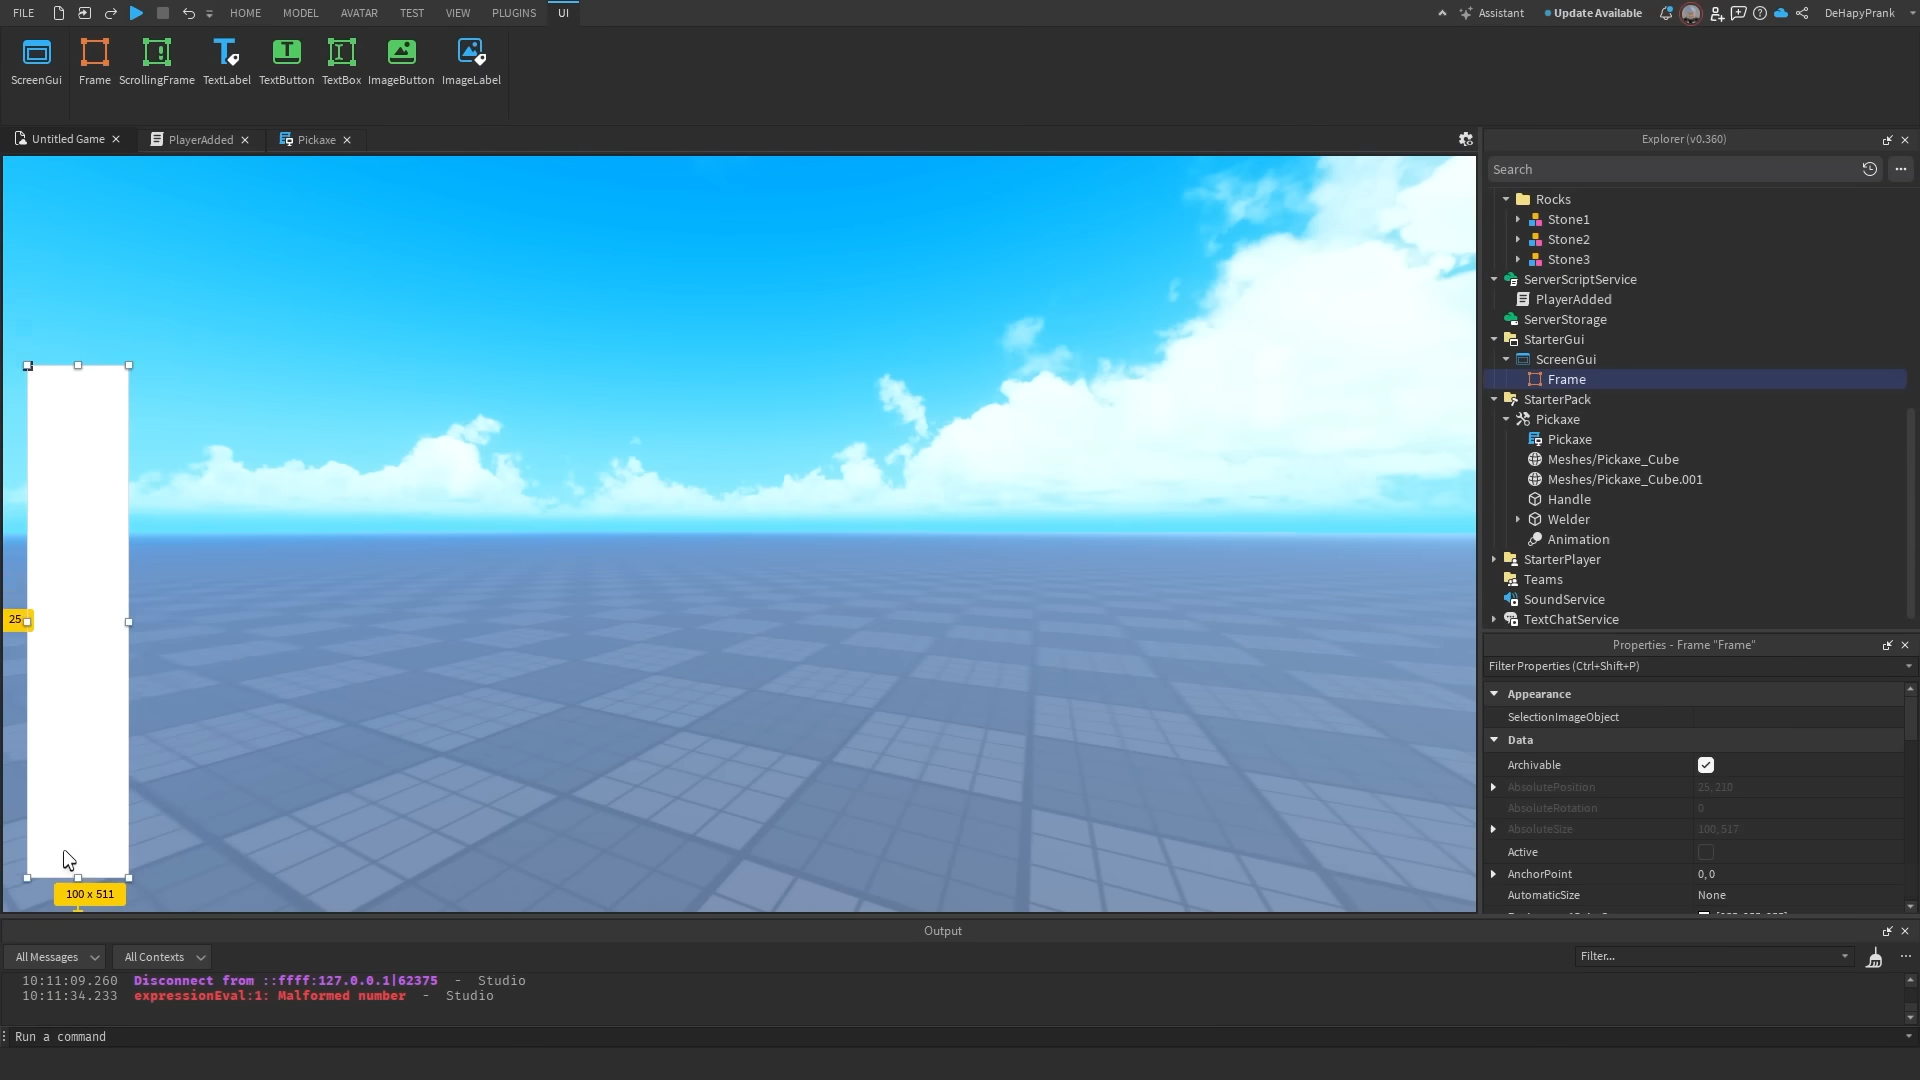 FILE HOME MODEL AVATAR TEST VIEW PLUGINS UI Assistant Update Available DeHapyPrank
ScreenGui Frame ScrollingFrame TextLabel TextButton TextBox ImageButton ImageLabel
Untitled Game PlayerAdded Pickaxe
Explorer (v0.360)
Search
Rocks
Stone1
Stone2
Stone3
ServerScriptService
PlayerAdded
ServerStorage
StarterGui
ScreenGui
Frame
StarterPack
Pickaxe
Pickaxe
Meshes/Pickaxe_Cube
Meshes/Pickaxe_Cube.001
Handle
Welder
Animation
StarterPlayer
Teams
SoundService
TextChatService
25
100 x 511
Properties - Frame "Frame"
Filter Properties (Ctrl+Shift+P)
Appearance
SelectionImageObject
Data
Archivable
AbsolutePosition 25, 210
AbsoluteRotation 0
AbsoluteSize 100, 517
Active
AnchorPoint 0, 0
AutomaticSize None
Output
All Messages All Contexts Filter...
10:11:09.260 Disconnect from ::ffff:127.0.0.1|62375 - Studio
10:11:34.233 expressionEval:1: Malformed number - Studio
Run a command